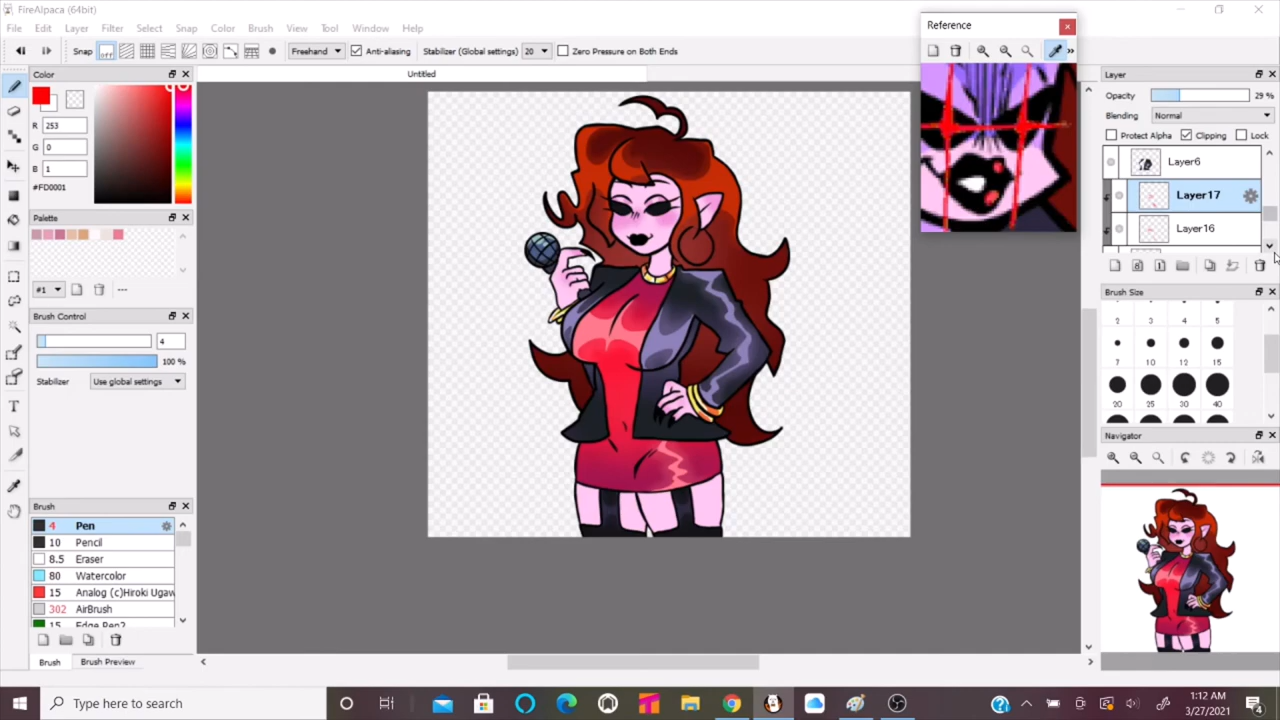 FireAlpaca (64bit)
File Edit Layer Filter Select Snap Color Brush View Tool Window Help
Snap Freehand Anti-aliasing Stabilizer (Global settings) 20 Zero Pressure on Both Ends
Untitled
Color
R 253
G 0
B 1
#FD0001
Palette
#1
Brush Control
4
100 %
Stabilizer Use global settings
Brush
4 Pen
10 Pencil
8.5 Eraser
80 Watercolor
15 Analog (c)Hiroki Ugaw
302 AirBrush
15 Edge Pen2
Brush Brush Preview
Reference
Layer
Opacity 29 %
Blending Normal
Protect Alpha Clipping Lock
Layer6
Layer17
Layer16
Brush Size
2 3 4 5
7 10 12 15
20 25 30 40
Navigator
Type here to search
1:12 AM
3/27/2021
4